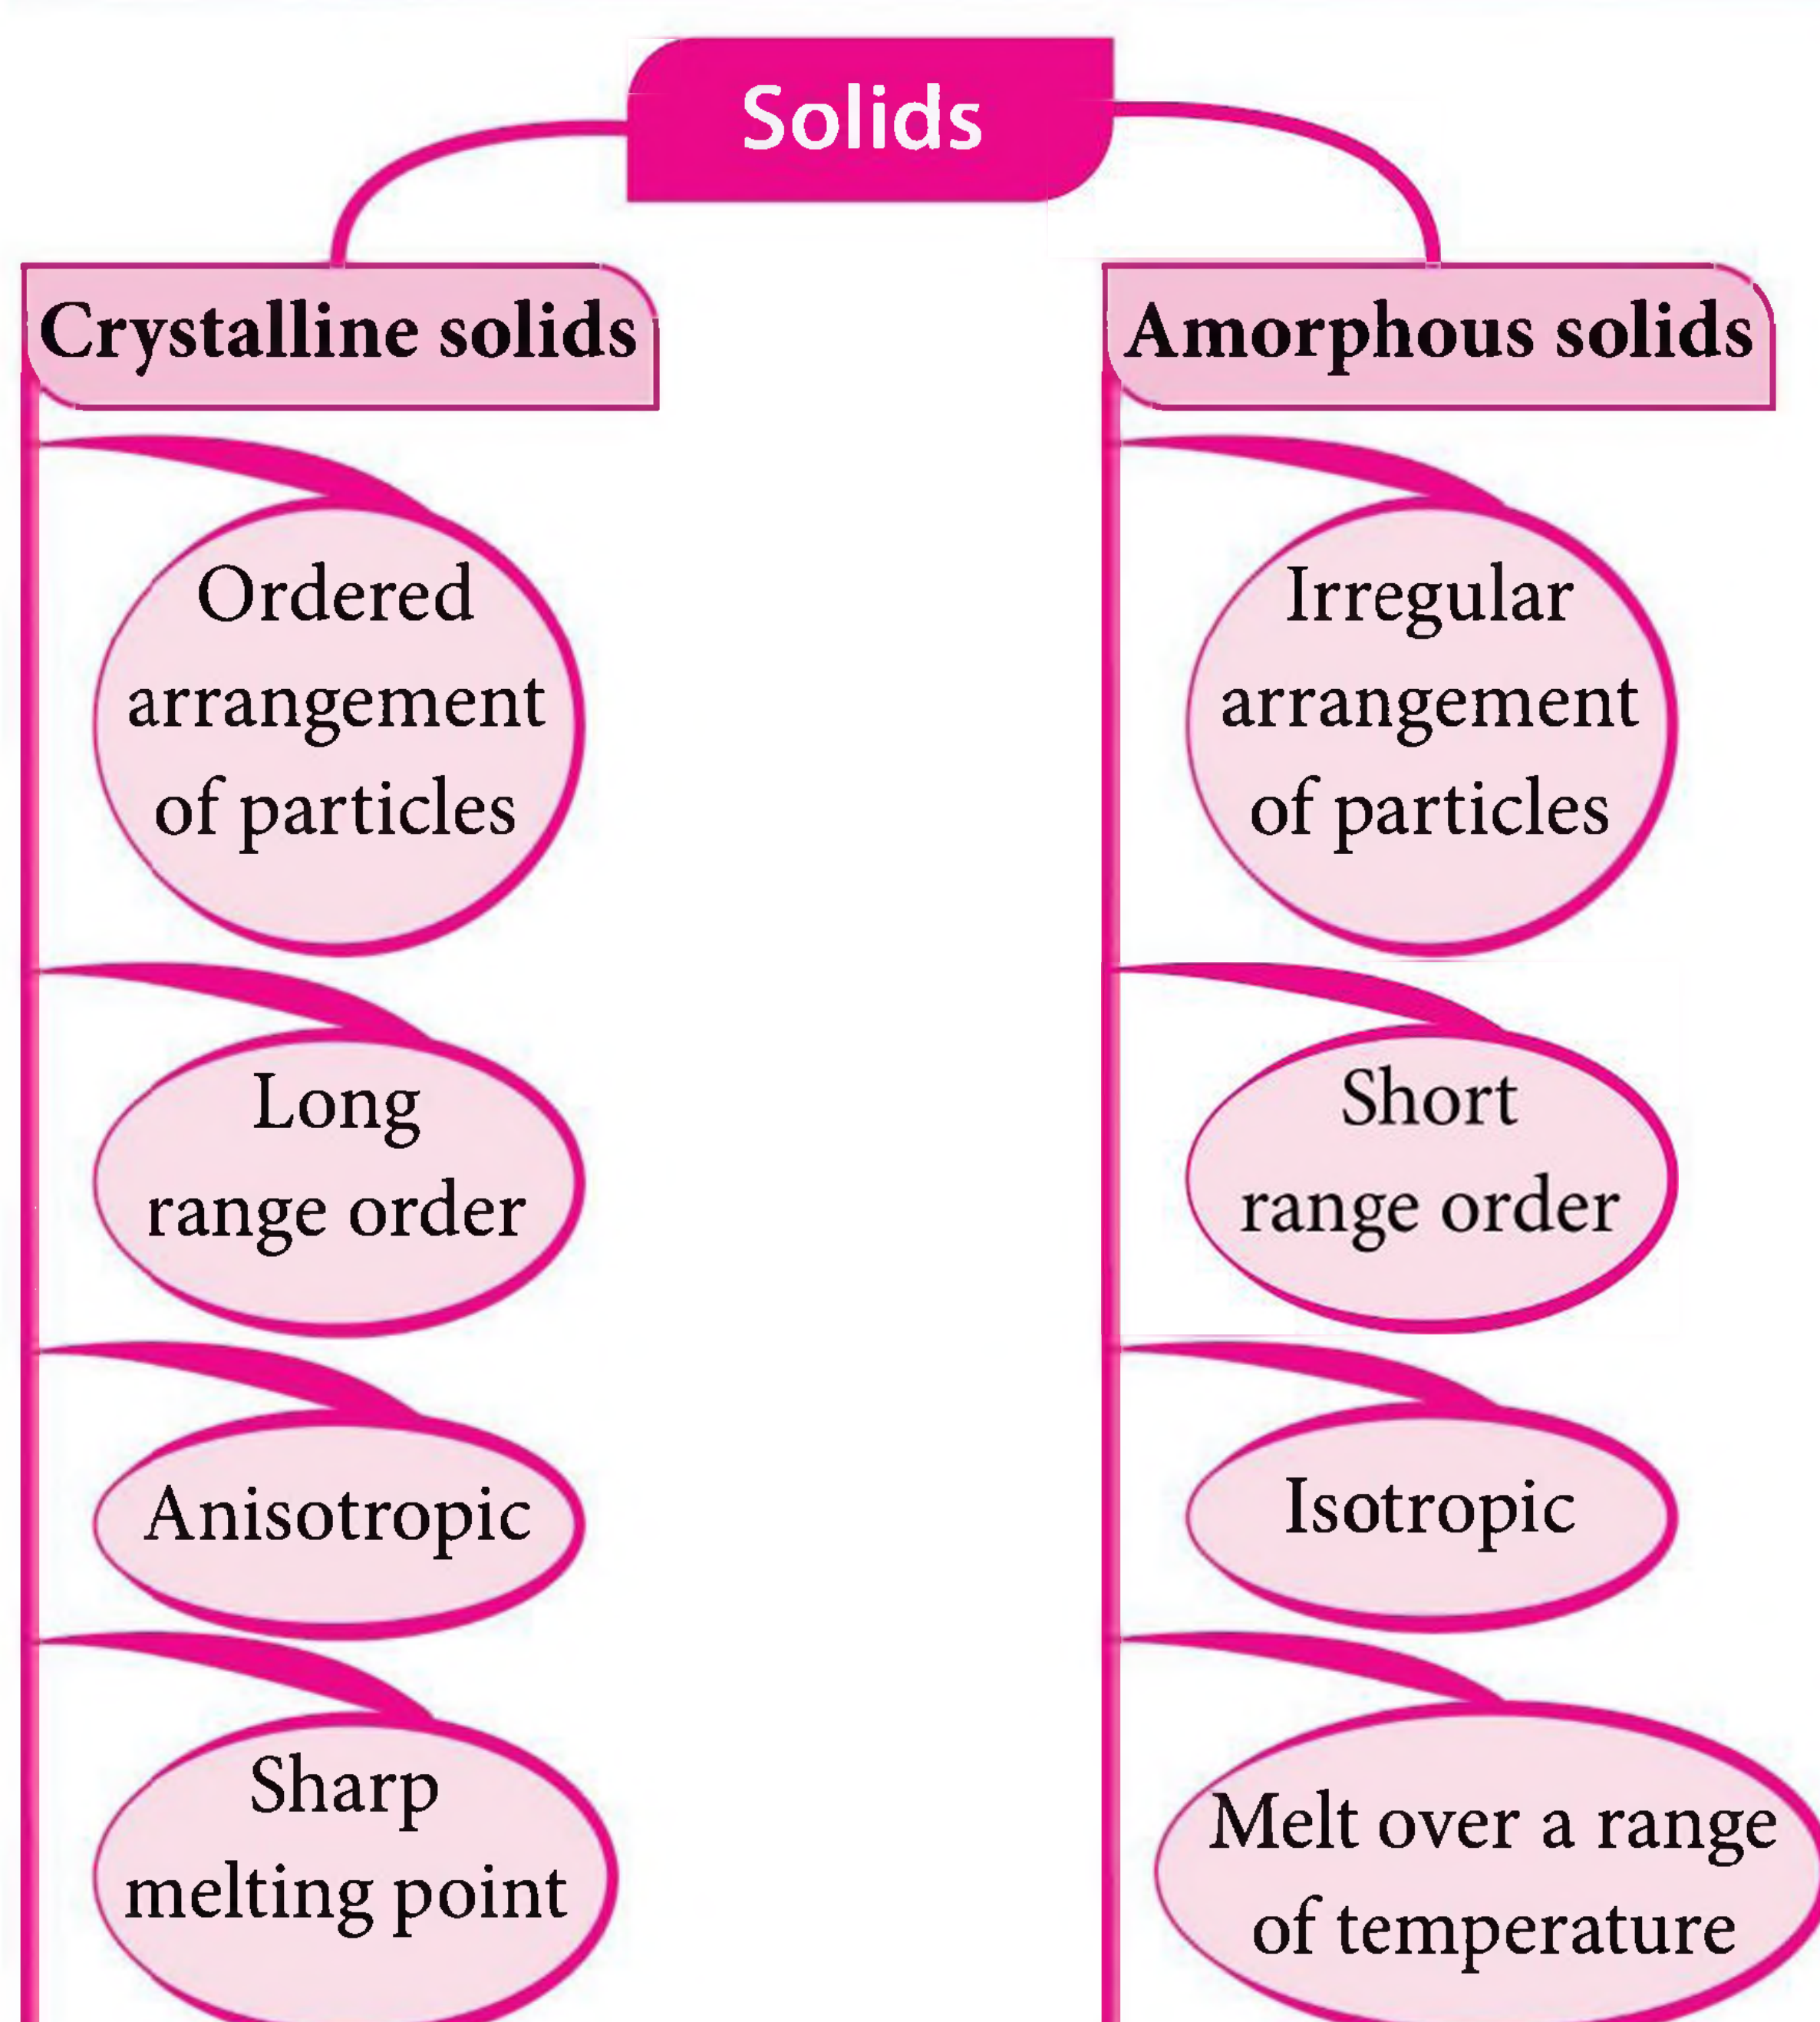 Solids
Crystalline solids
Ordered
arrangement
of particles
Long
range order
Anisotropic
Sharp
melting point
Amorphous solids
Irregular
arrangement
of particles
Short
range order
Isotropic
Melt over a range
of temperature